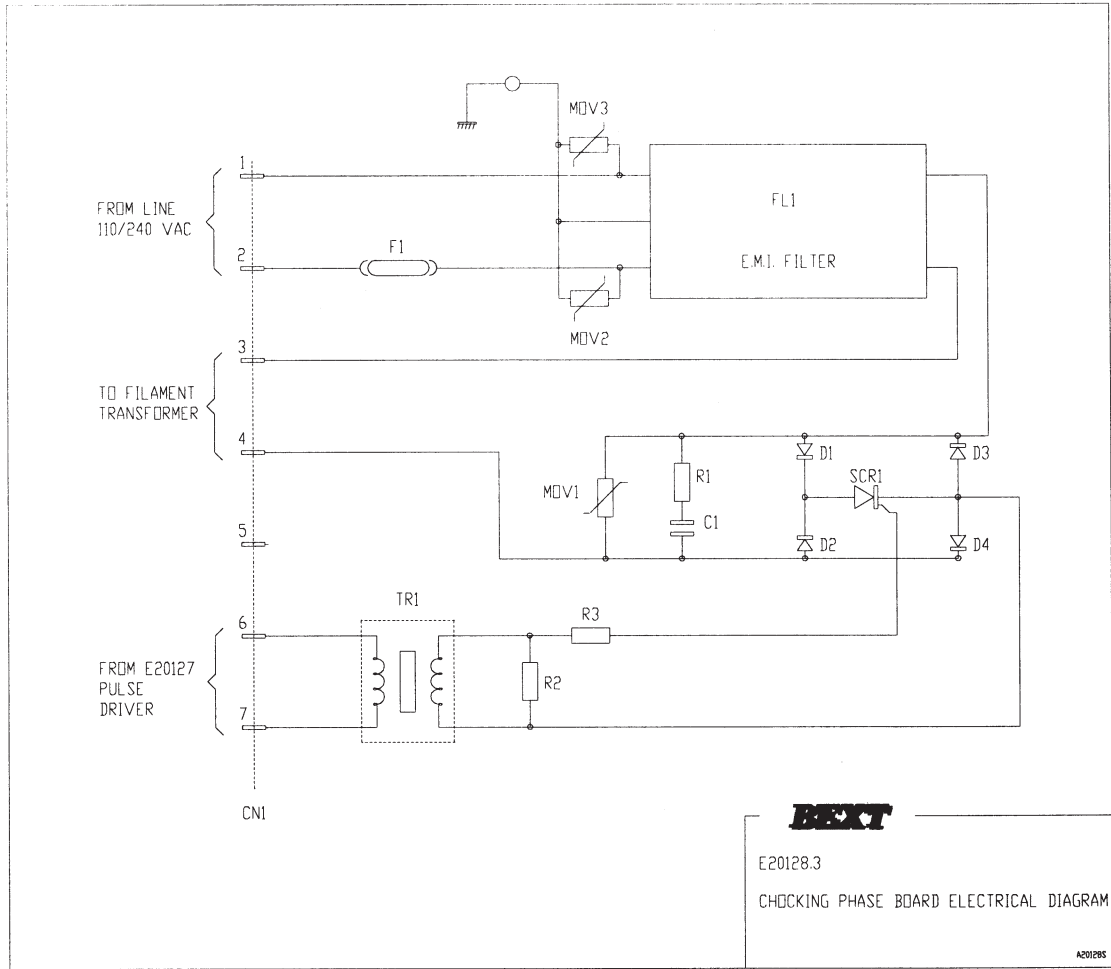 MOV3
1
FROM LINE
110/240 VAC
FL1
2
F1
E.M.I. FILTER
MOV2
3
TO FILAMENT
TRANSFORMER
4
D1
D3
R1
SCR1
MOV1
C1
5
D2
D4
TR1
6
R3
FROM E20127
PULSE
DRIVER
R2
7
CN1
BEXT
E20128.3
CHOCKING PHASE BOARD ELECTRICAL DIAGRAM
A20128S